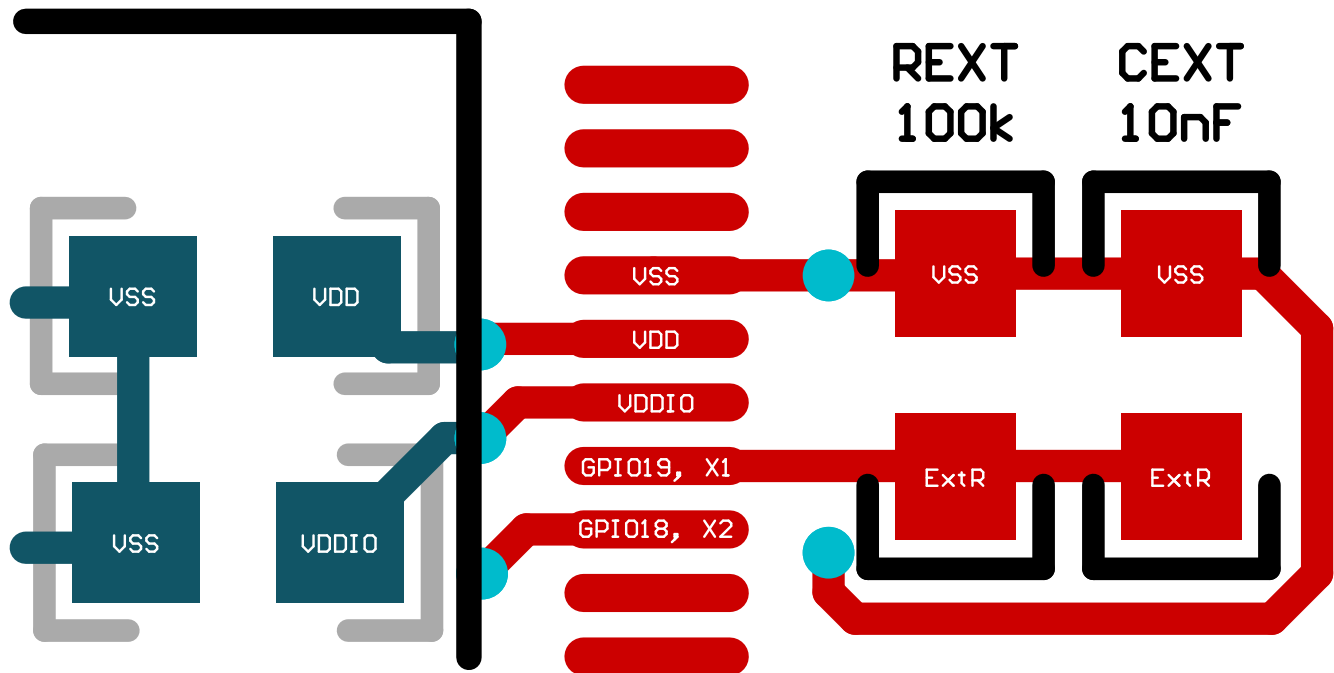 REXT CEXT
100k 10nF
VSS
VDD
VSS
VDDIO
VSS
VDD
VDDIO
GPIO19, X1
GPIO18, X2
VSS
VSS
ExtR
ExtR